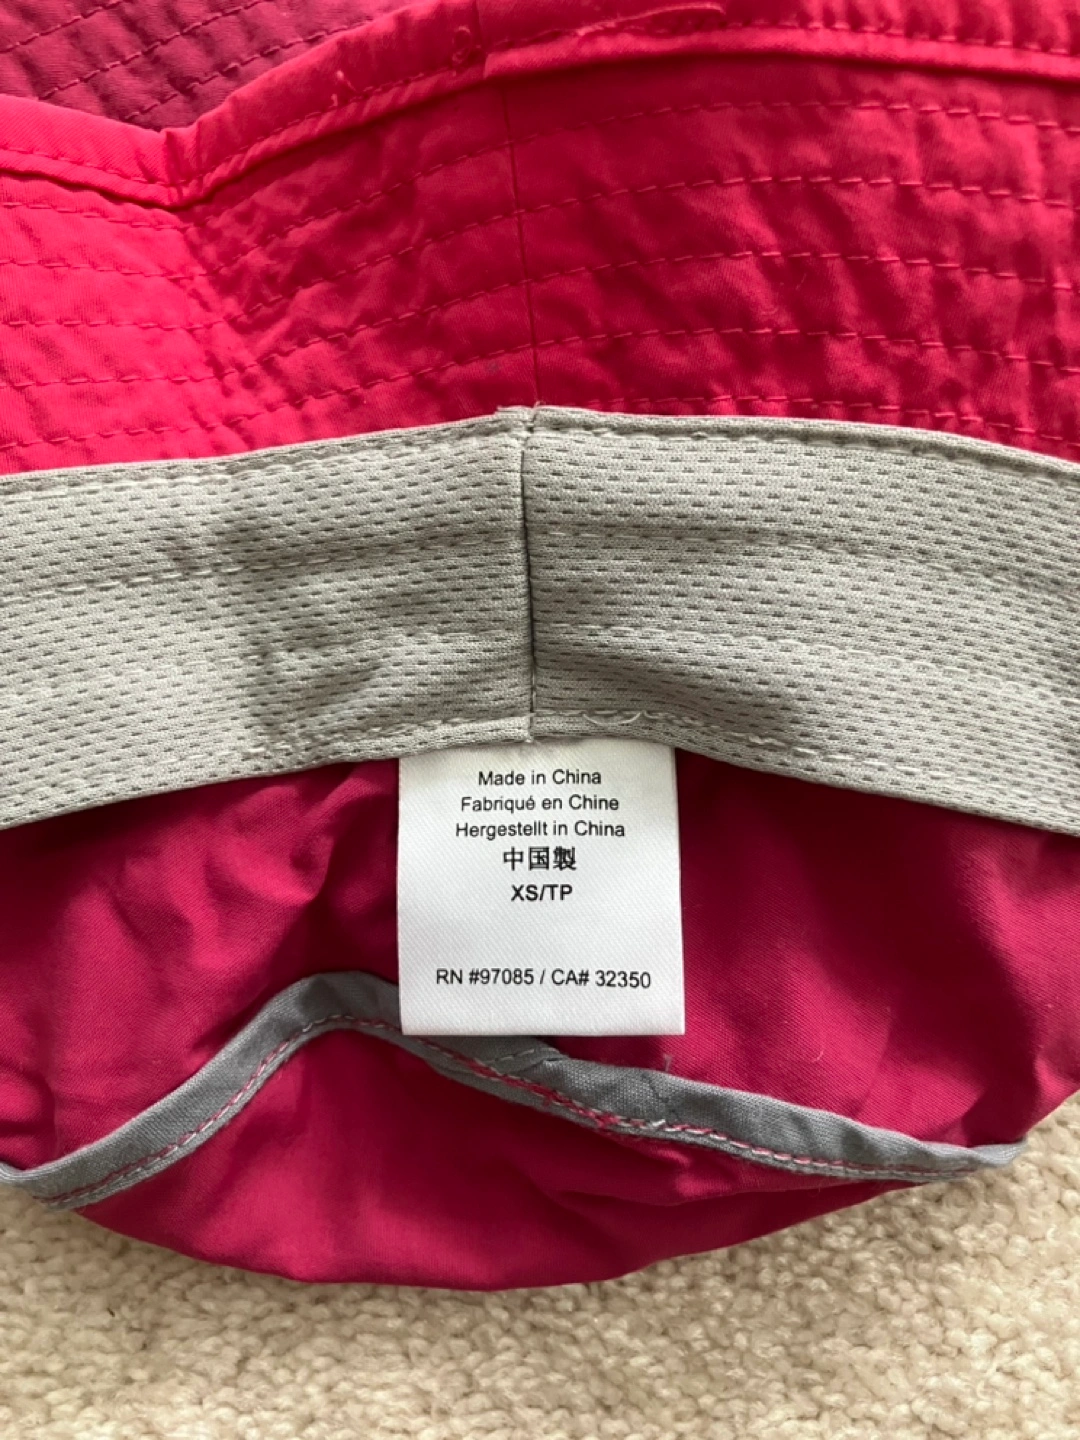 Made in China
Fabriqué en Chine
Hergestellt in China
中国製
XS/TP
RN #97085 / CA# 32350